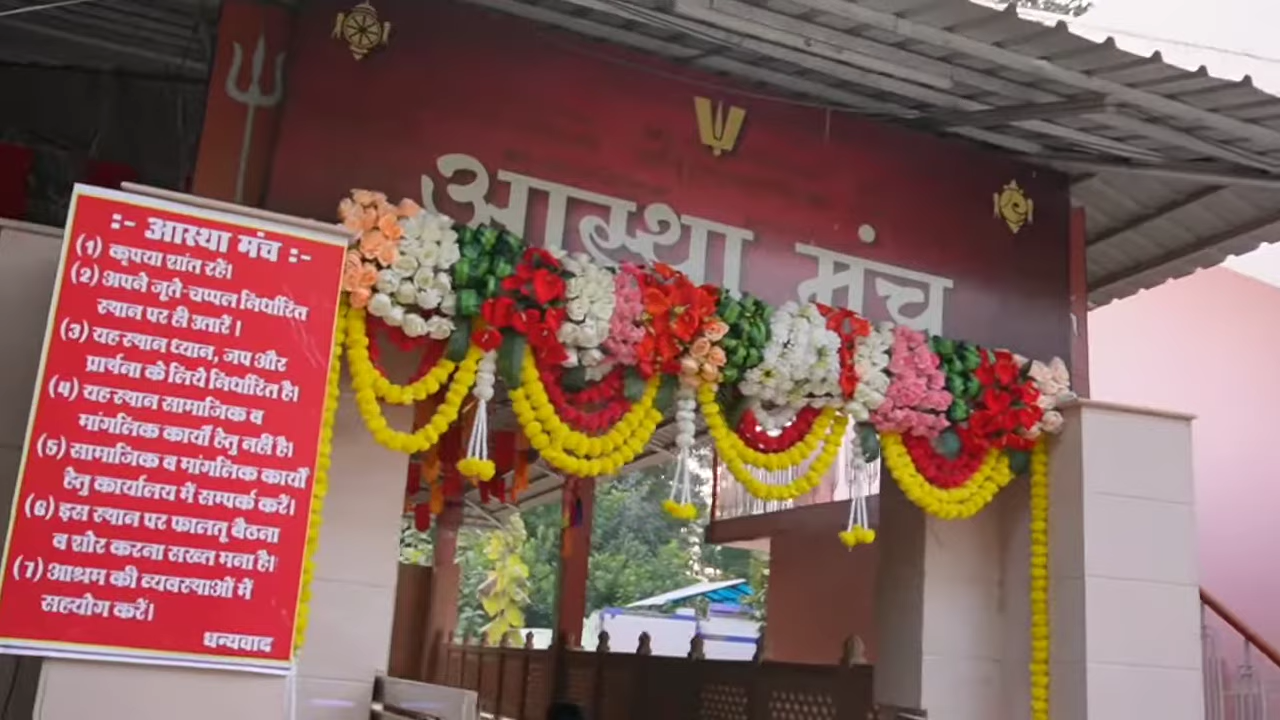 आस्था मंच
:- आस्था मंच :-
(1) कृपया शांत रहें।
(2) अपने जूते-चप्पल निर्धारित
स्थान पर ही उतारें।
(3) यह स्थान ध्यान, जप और
प्रार्थना के लिये निर्धारित है।
(4) यह स्थान सामाजिक व
मांगलिक कार्यों हेतु नहीं है।
(5) सामाजिक व मांगलिक कार्यों
हेतु कार्यालय में सम्पर्क करें।
(6) इस स्थान पर फालतू बैठना
व शोर करना सख्त मना है।
(7) आश्रम की व्यवस्थाओं में
सहयोग करें।
धन्यवाद